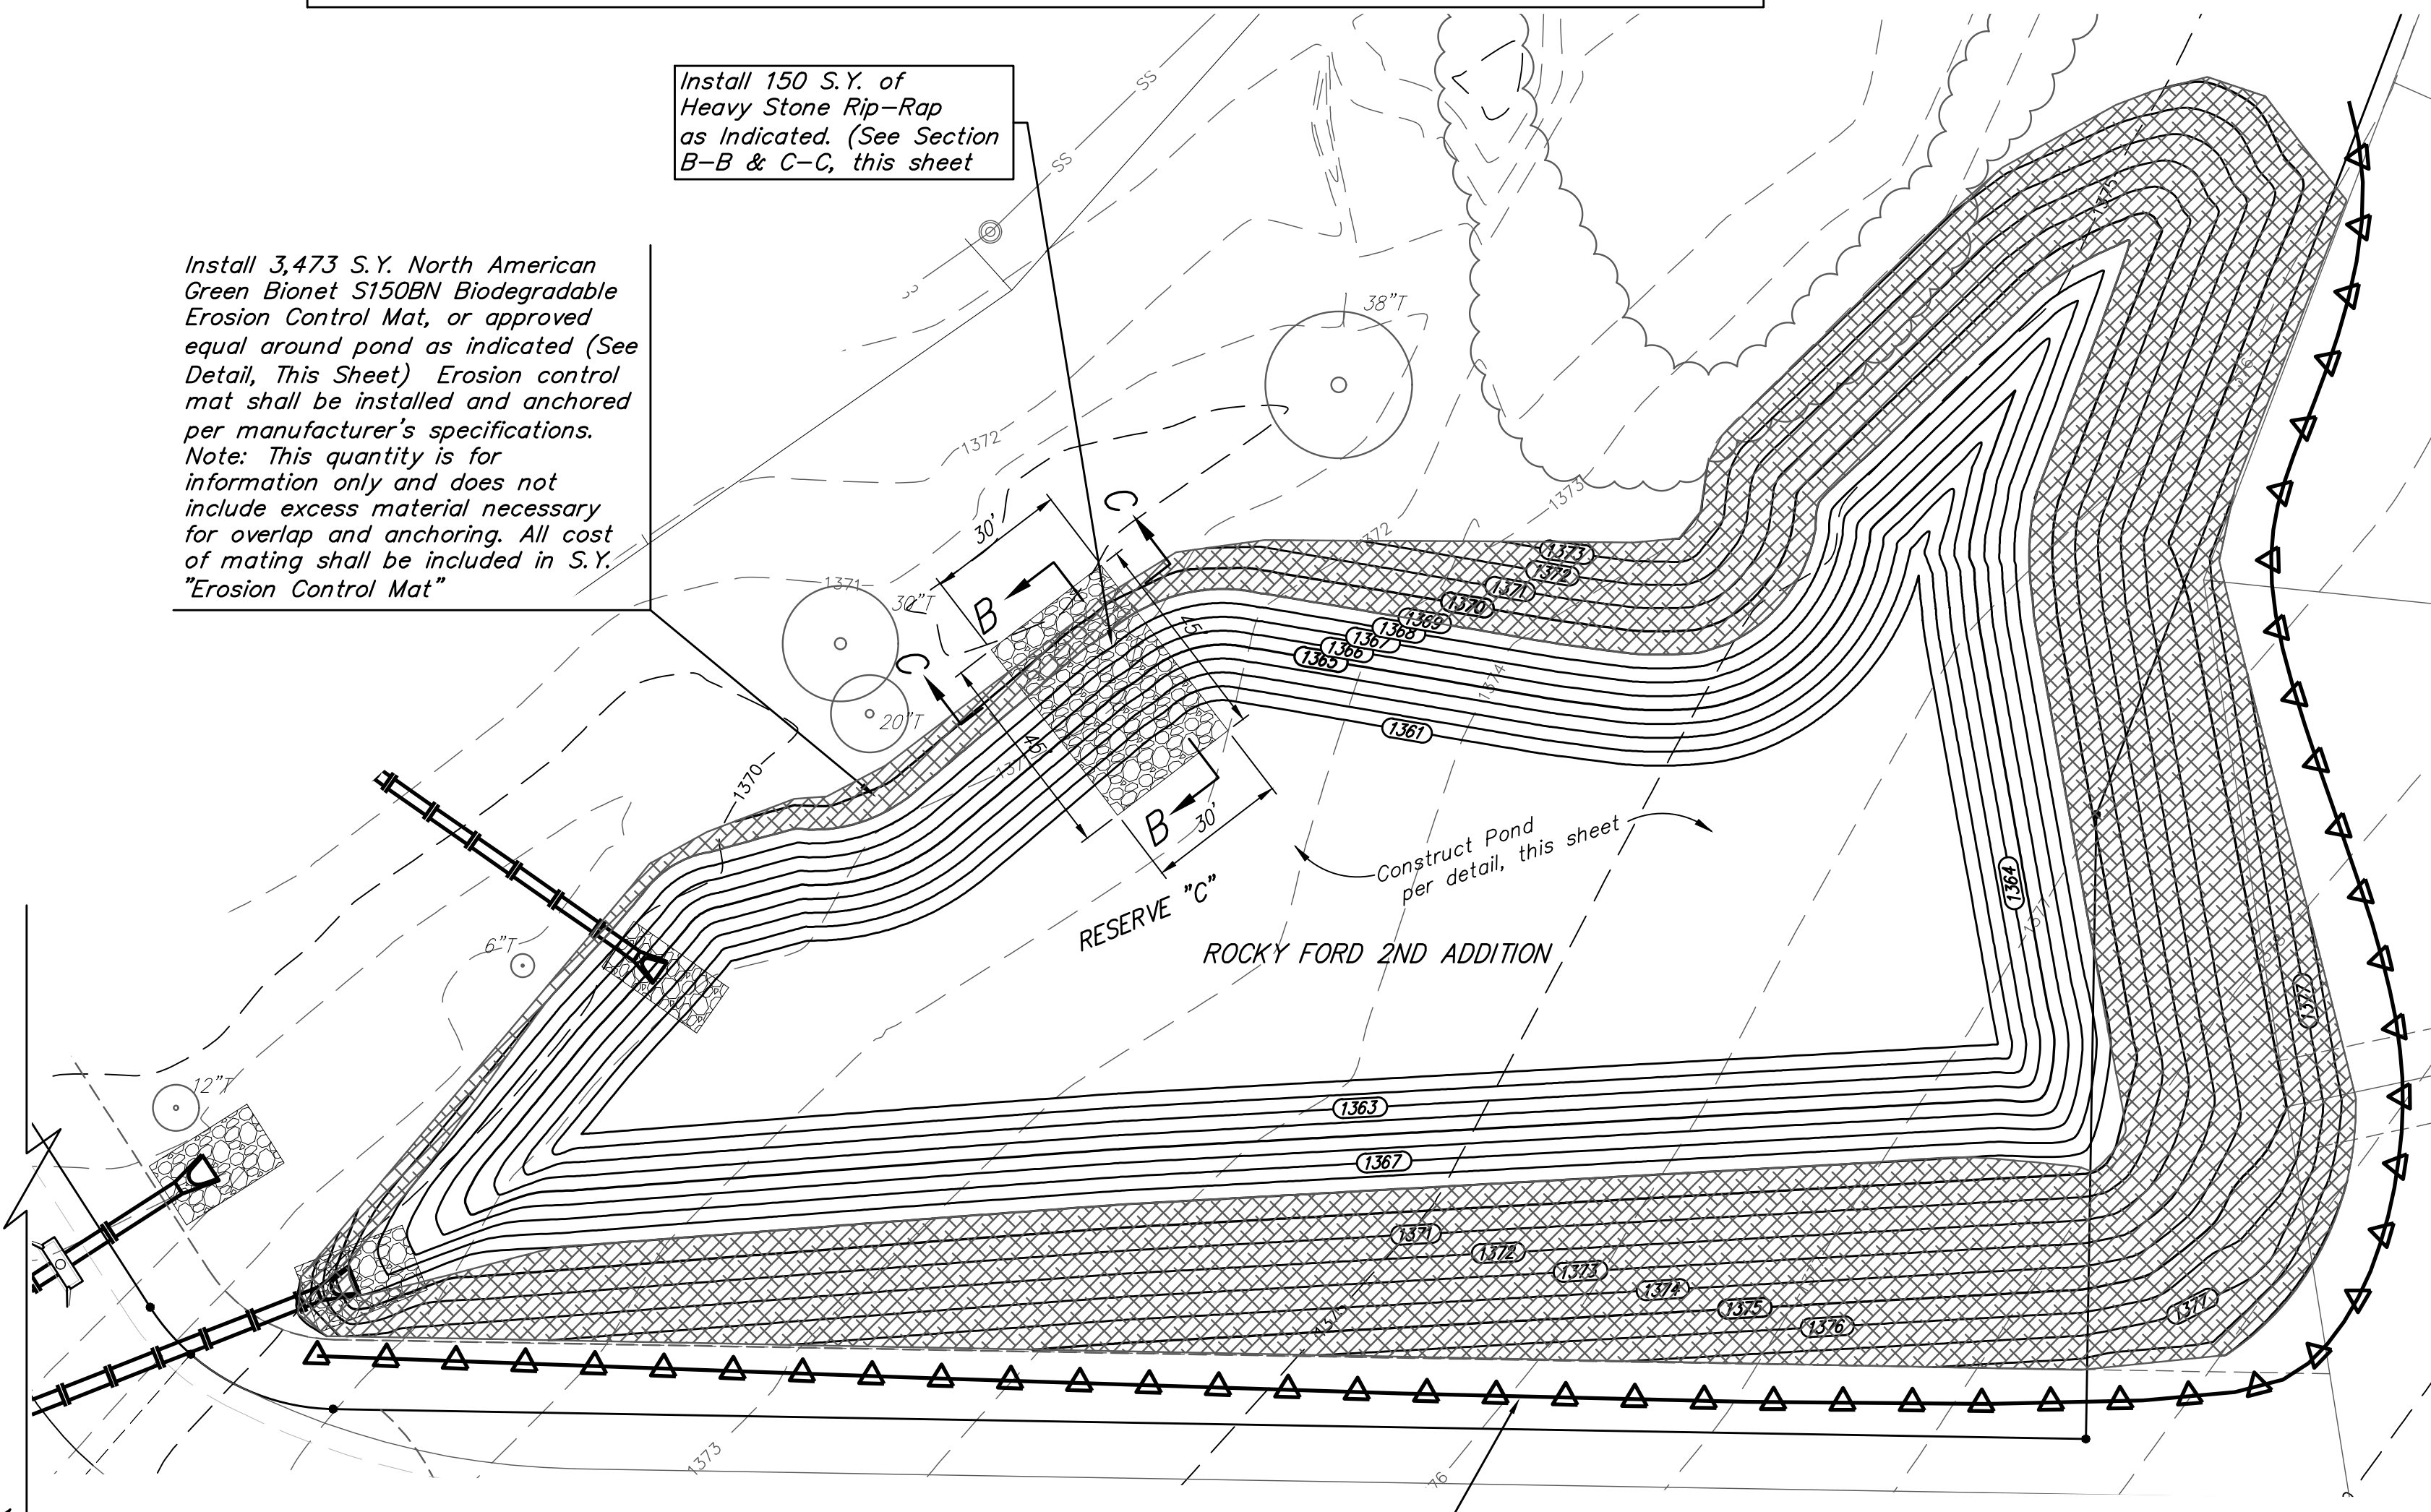 Install 150 S.Y. of
Heavy Stone Rip-Rap
as Indicated. (See Section
B-B & C-C, this sheet
Install 3,473 S.Y. North American
Green Bionet S150BN Biodegradable
Erosion Control Mat, or approved
equal around pond as indicated (See
Detail, This Sheet) Erosion control
mat shall be installed and anchored
per manufacturer's specifications.
Note: This quantity is for
information only and does not
include excess material necessary
for overlap and anchoring. All cost
of mating shall be included in S.Y.
"Erosion Control Mat"
SS
SS
38"T
1375
1372
1373
1372
30'
C
B
C
45'
45'
B
30'
1371
30"T
20"T
1370
6"T
12"T
1373
1372
1371
1370
1369
1368
1367
1366
1365
1361
1374
Construct Pond
per detail, this sheet
RESERVE "C"
ROCKY FORD 2ND ADDITION
1364
1377
1377
1363
1367
1371
1372
1373
1374
1375
1376
1377
1375
1373
76